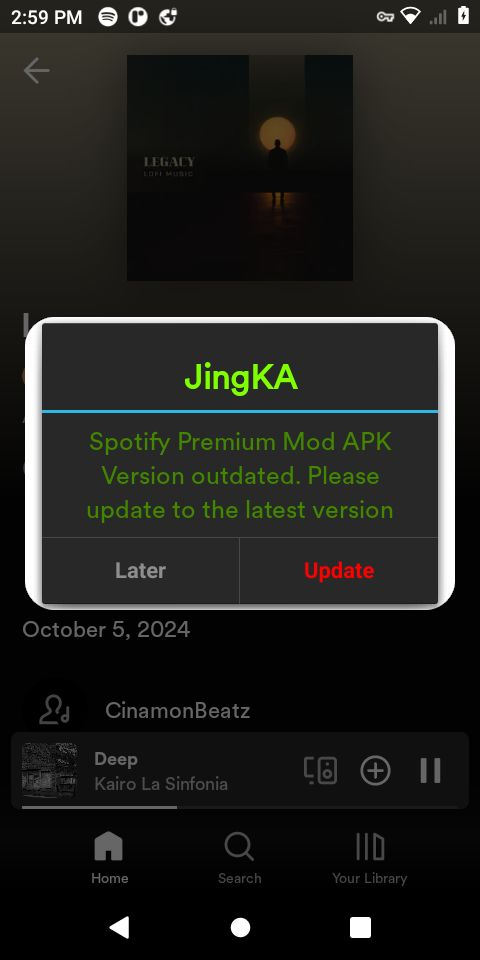 2:59 PM
LEGACY
LOFI MUSIC
JingKA
Spotify Premium Mod APK
Version outdated. Please
update to the latest version
Later
Update
October 5, 2024
CinamonBeatz
Deep
Kairo La Sinfonia
Home
Search
Your Library